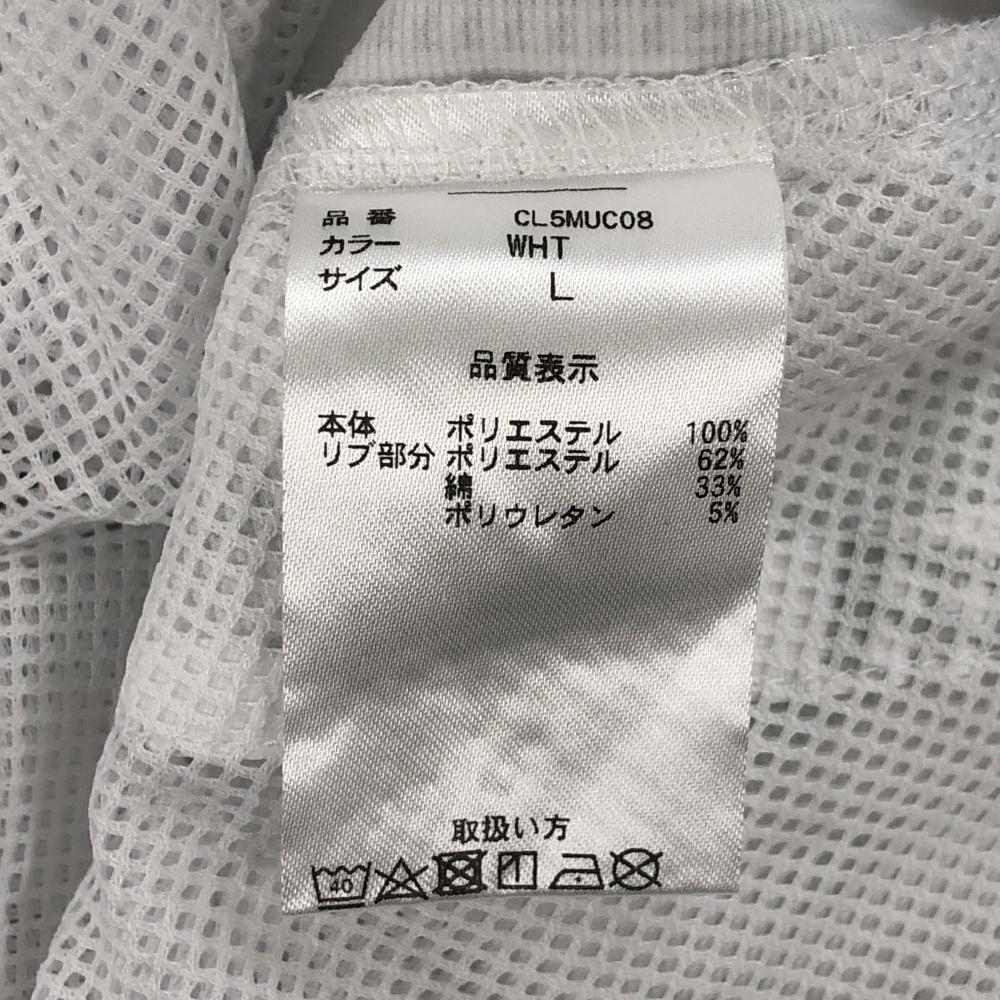 品番 CL5MUC08
カラー WHT
サイズ L
品質表示
本体 ポリエステル 100%
リブ部分 ポリエステル 62%
綿 33%
ポリウレタン 5%
取扱い方
40